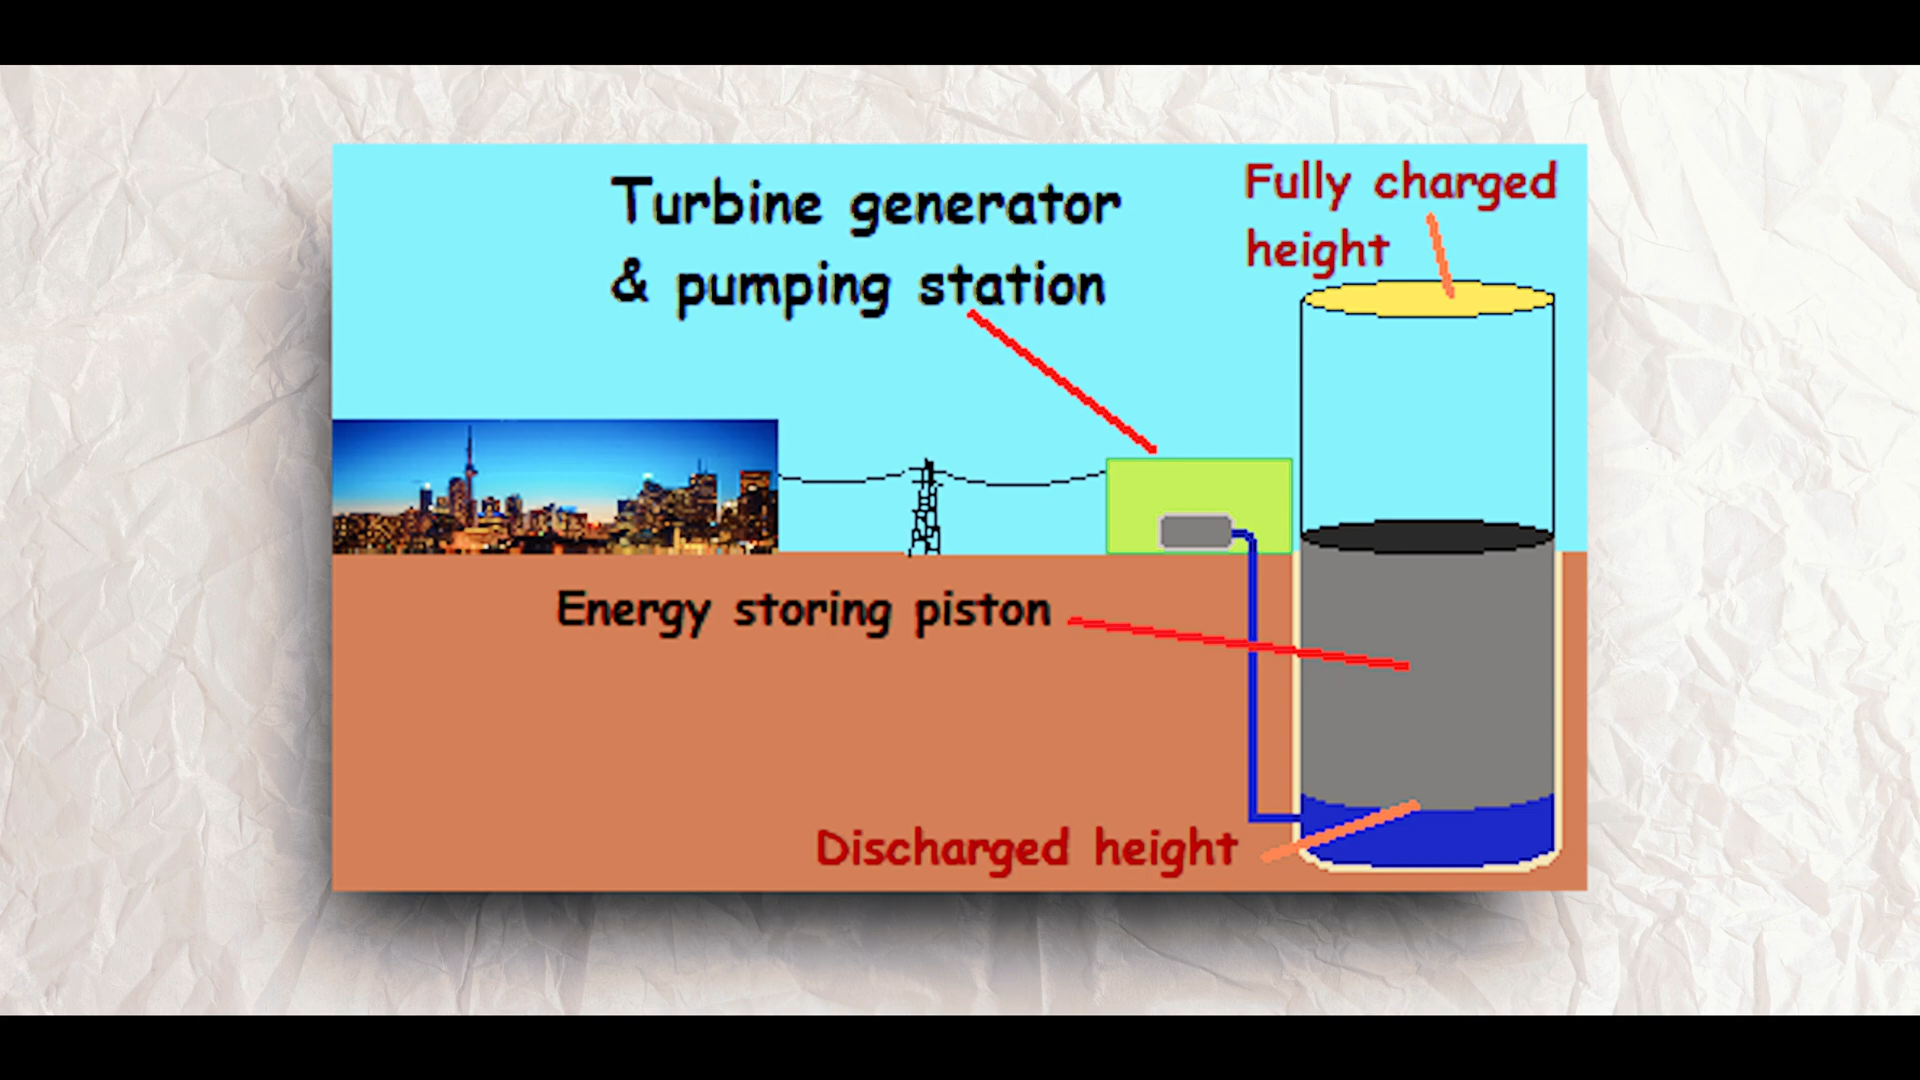 Turbine generator
& pumping station
Fully charged
height
Energy storing piston
Discharged height